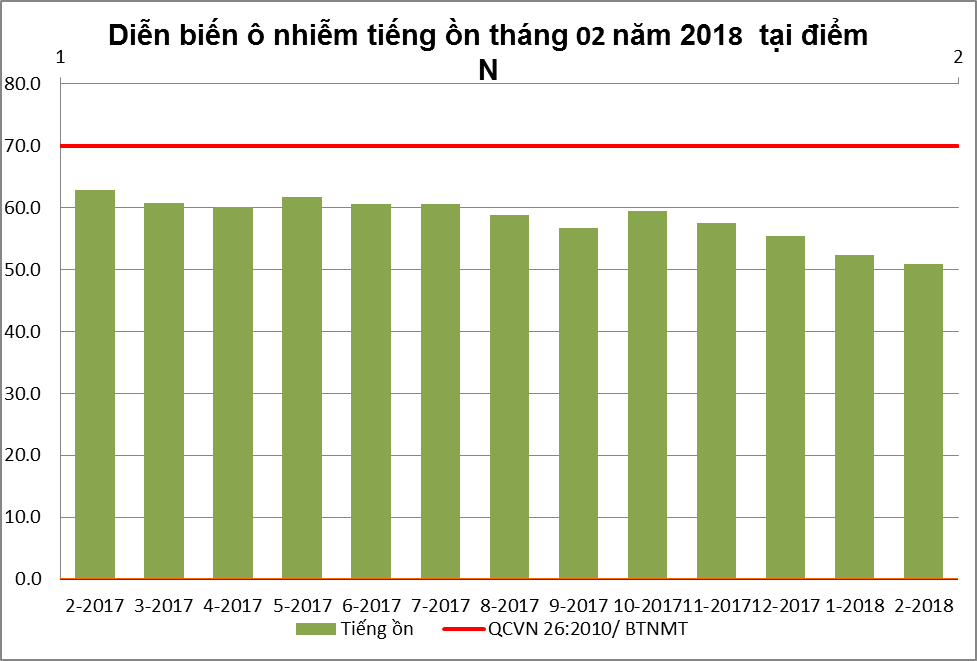 Diễn biến ô nhiễm tiếng ồn tháng 02 năm 2018 tại điểm
N
1 2
80.0
70.0
60.0
50.0
40.0
30.0
20.0
10.0
0.0
2-2017 3-2017 4-2017 5-2017 6-2017 7-2017 8-2017 9-2017 10-2017 11-2017 12-2017 1-2018 2-2018
Tiếng ồn QCVN 26:2010/ BTNMT